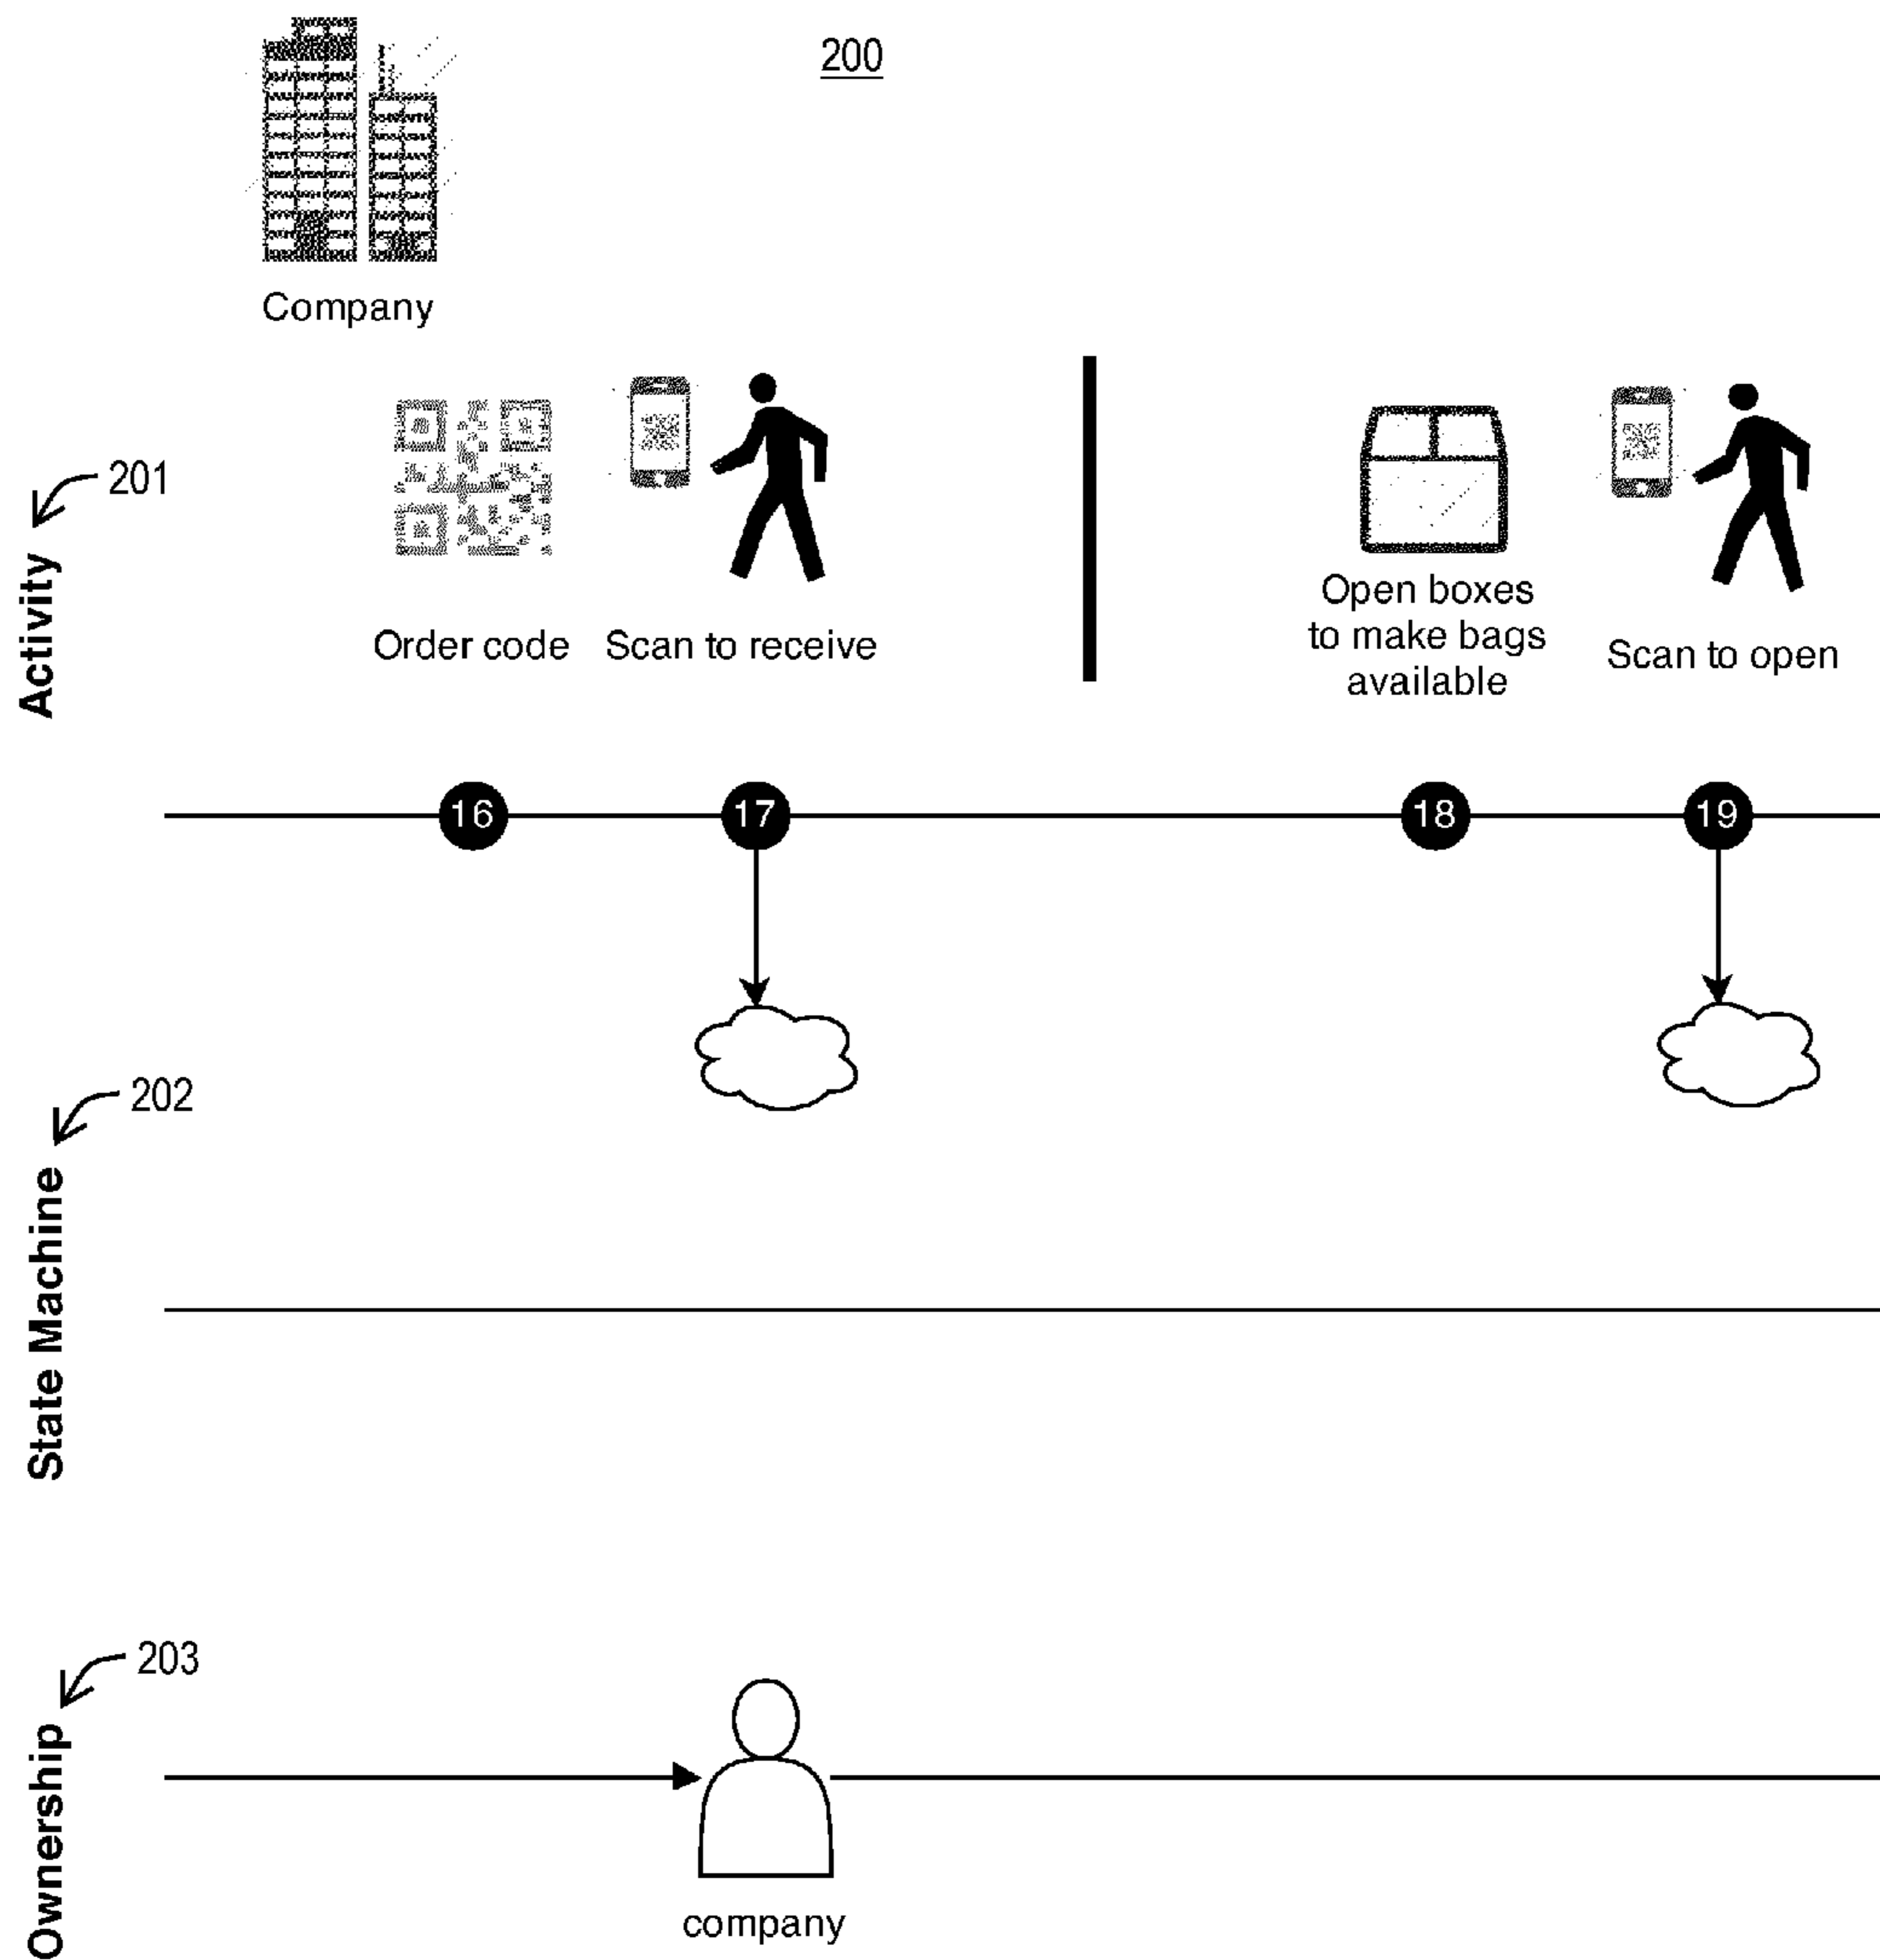 200
Company
201
Activity
Order code
Scan to receive
Open boxes
to make bags
available
Scan to open
16
17
18
19
202
State Machine
203
Ownership
company